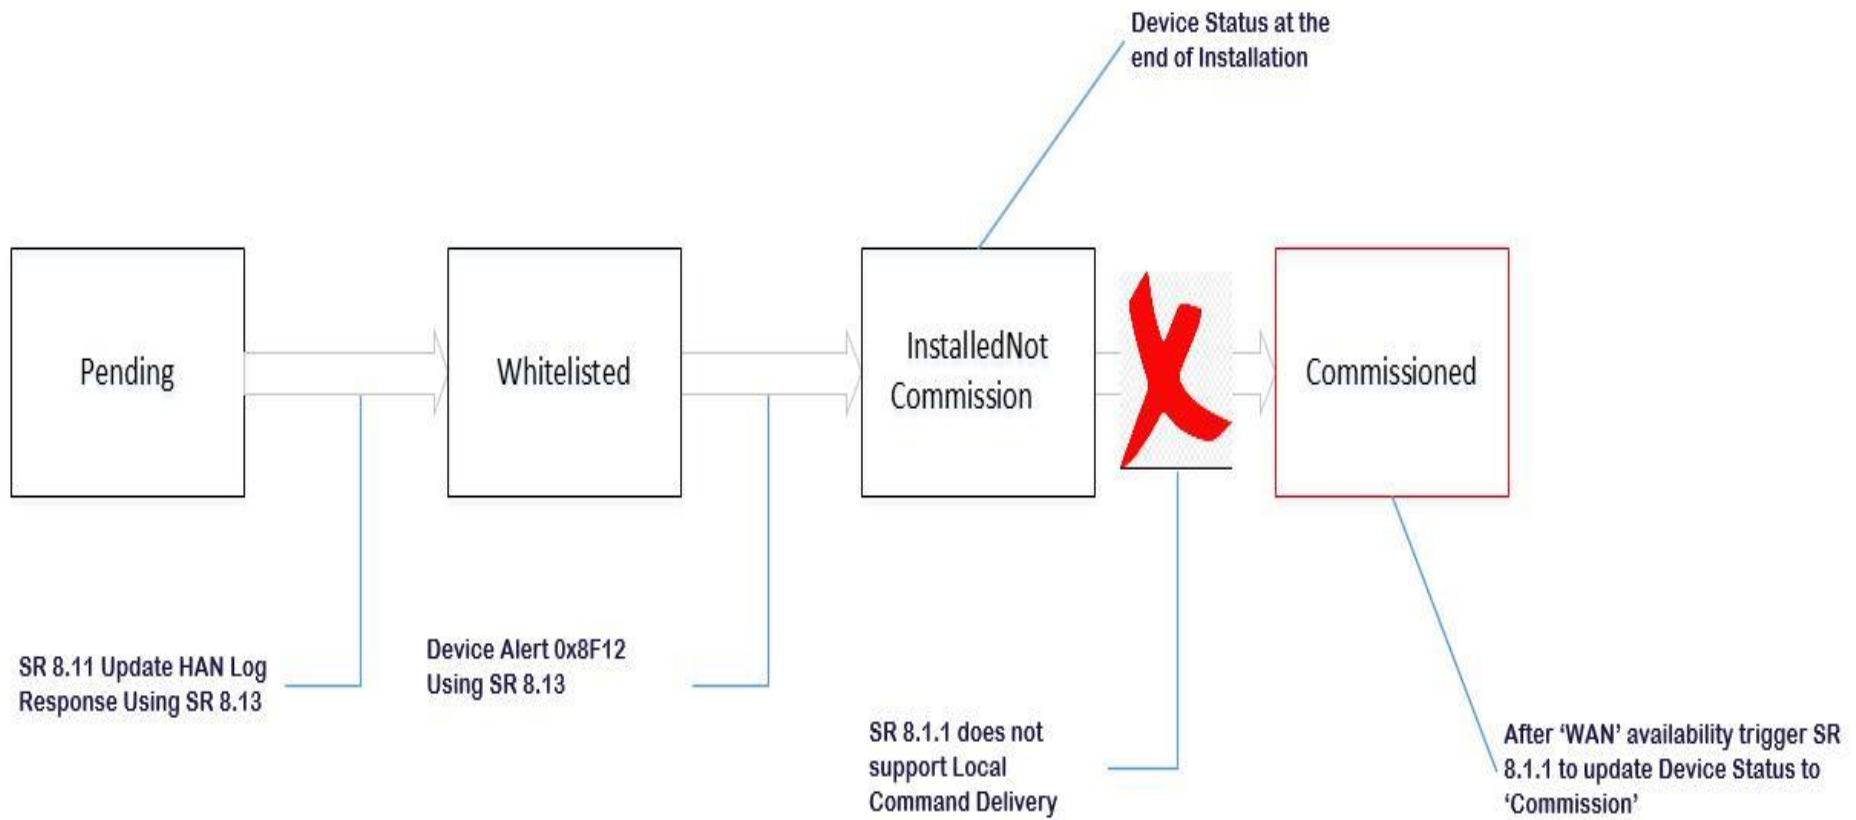 Device Status at the
end of Installation
Pending
Whitelisted
InstalledNot
Commission
Commissioned
SR 8.11 Update HAN Log
Response Using SR 8.13
Device Alert 0x8F12
Using SR 8.13
SR 8.1.1 does not
support Local
Command Delivery
After ‘WAN’ availability trigger SR
8.1.1 to update Device Status to
‘Commission’